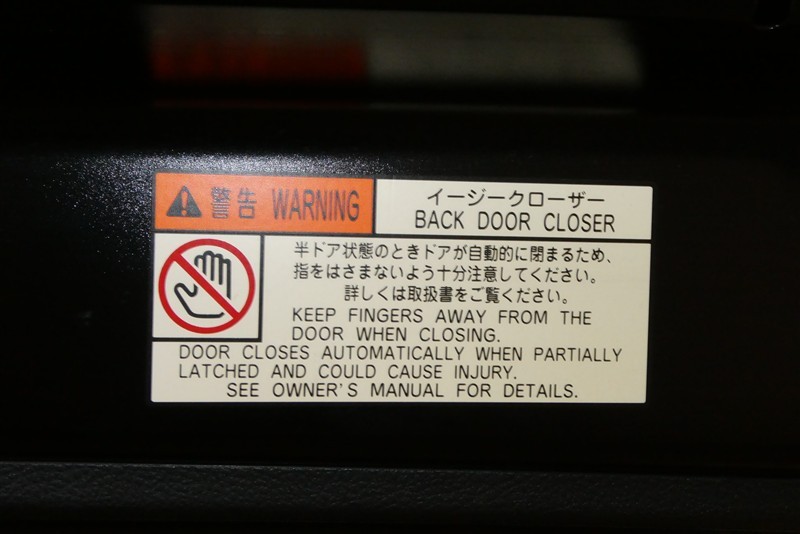 警告 WARNING
イージークローザー
BACK DOOR CLOSER
半ドア状態のときドアが自動的に閉まるため、
指をはさまないよう十分注意してください。
詳しくは取扱書をご覧ください。
KEEP FINGERS AWAY FROM THE
DOOR WHEN CLOSING.
DOOR CLOSES AUTOMATICALLY WHEN PARTIALLY
LATCHED AND COULD CAUSE INJURY.
SEE OWNER'S MANUAL FOR DETAILS.